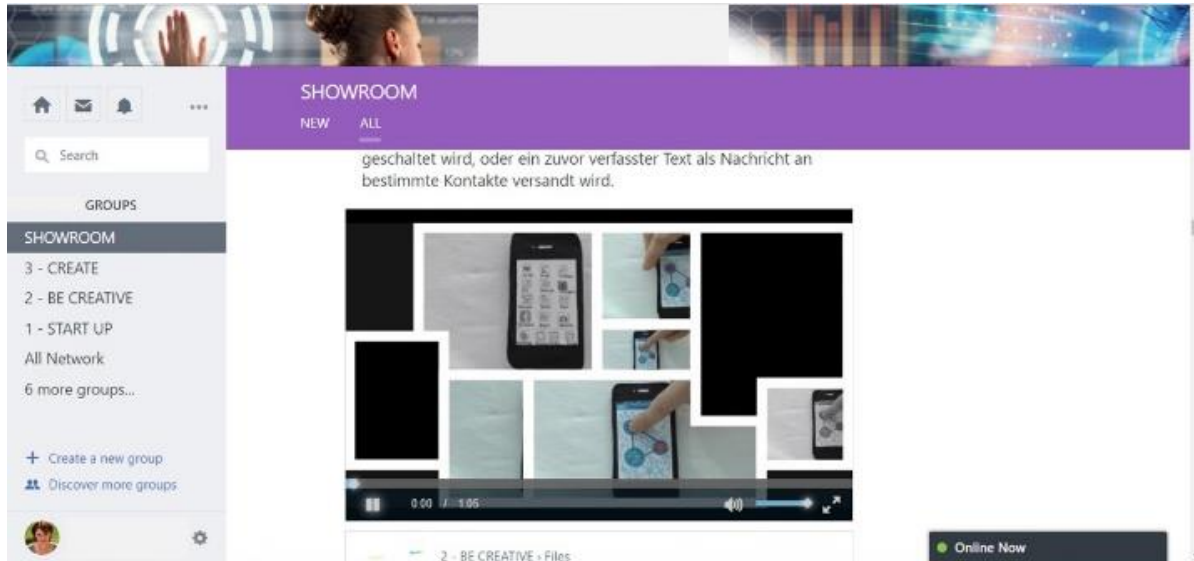 SHOWROOM
NEW ALL
Search
GROUPS
SHOWROOM
3 - CREATE
2 - BE CREATIVE
1 - START UP
All Network
6 more groups...
+ Create a new group
Discover more groups
geschaltet wird, oder ein zuvor verfasster Text als Nachricht an
bestimmte Kontakte versandt wird.
0:00 / 1:05
2 - BE CREATIVE › Files
Online Now